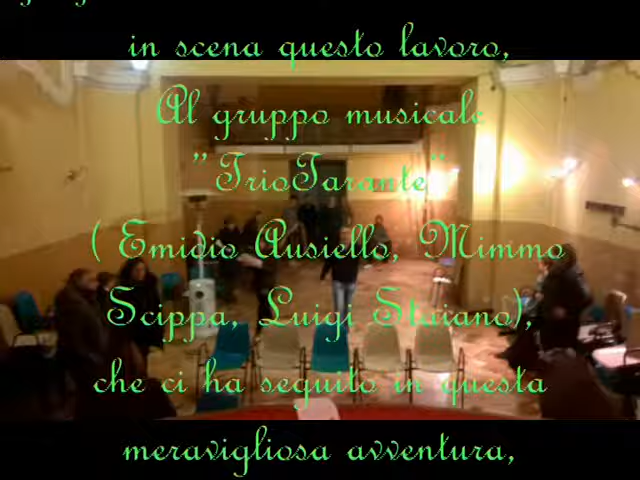 in scena questo lavoro,
Al gruppo musicale
"TrioTarante"
( Emidio Ausiello, Mimmo
Scippa, Luigi Staiano),
che ci ha seguito in questa
meravigliosa avventura,